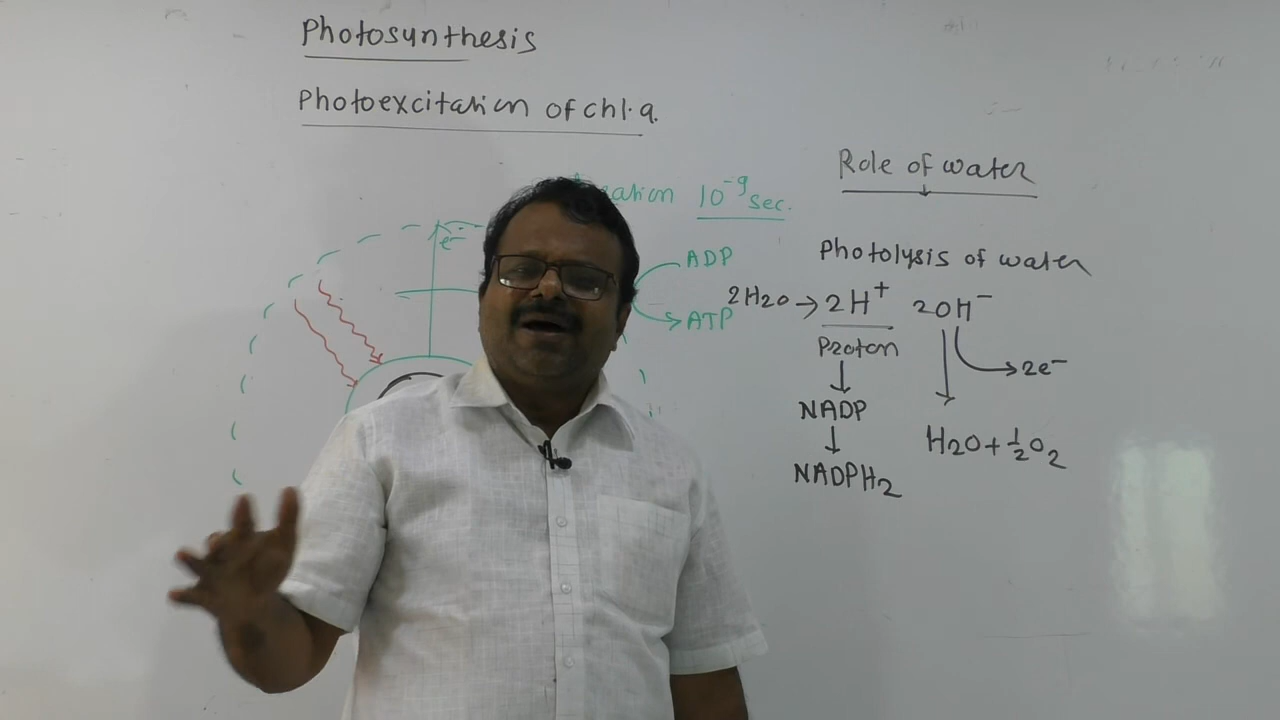 Photosynthesis
Photoexcitation of chl.a.
10⁻⁹ sec.
e⁻
ADP
ATP
Role of water
Photolysis of water
2H2O → 2H⁺ 2OH⁻
Proton
2e⁻
NADP
H2O + ½O2
NADPH2